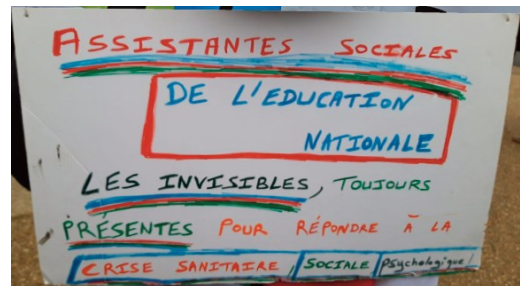 ASSISTANTES SOCIALES
DE L'EDUCATION
NATIONALE
LES INVISIBLES, TOUJOURS
PRÉSENTES POUR RÉPONDRE À LA
CRISE SANITAIRE / SOCIALE / Psychologique!